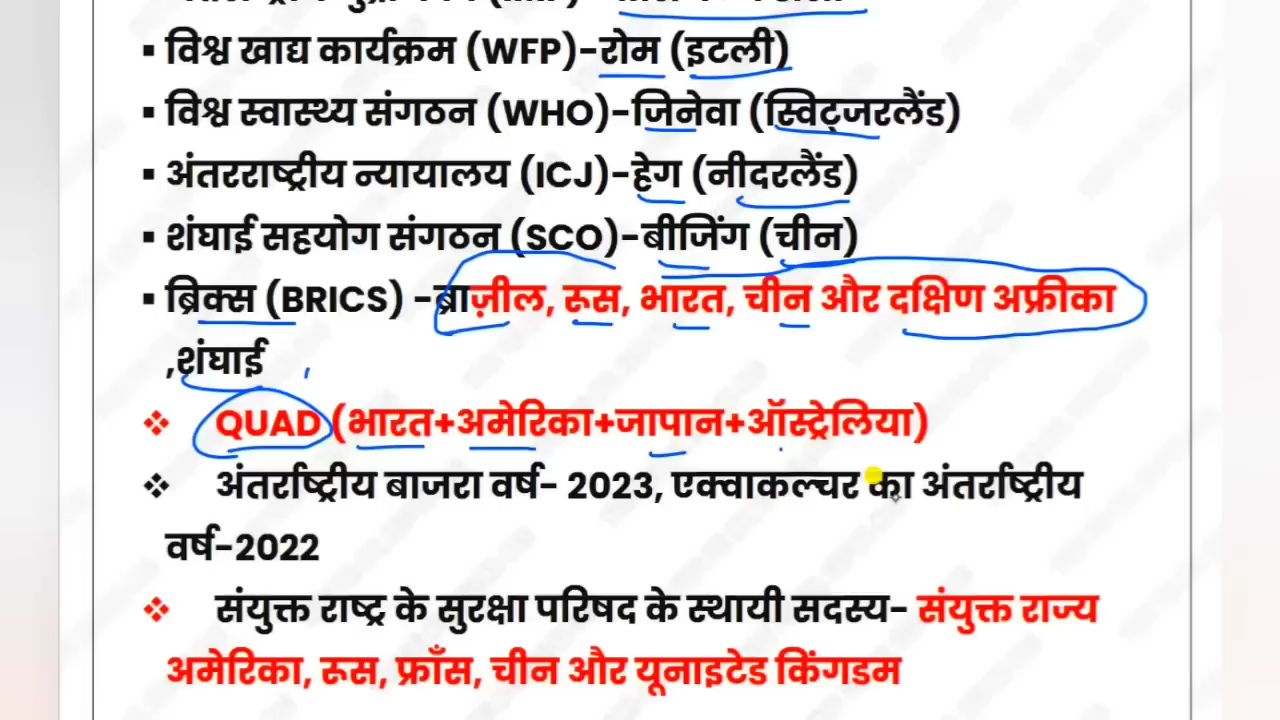 ▪ विश्व खाद्य कार्यक्रम (WFP)-रोम (इटली)
▪ विश्व स्वास्थ्य संगठन (WHO)-जिनेवा (स्विट्जरलैंड)
▪ अंतरराष्ट्रीय न्यायालय (ICJ)-हेग (नीदरलैंड)
▪ शंघाई सहयोग संगठन (SCO)-बीजिंग (चीन)
▪ ब्रिक्स (BRICS) -ब्राज़ील, रूस, भारत, चीन और दक्षिण अफ्रीका
,शंघाई
❖ QUAD (भारत+अमेरिका+जापान+ऑस्ट्रेलिया)
❖ अंतर्राष्ट्रीय बाजरा वर्ष- 2023, एक्वाकल्चर का अंतर्राष्ट्रीय
वर्ष-2022
❖ संयुक्त राष्ट्र के सुरक्षा परिषद के स्थायी सदस्य- संयुक्त राज्य
अमेरिका, रूस, फ्राँस, चीन और यूनाइटेड किंगडम